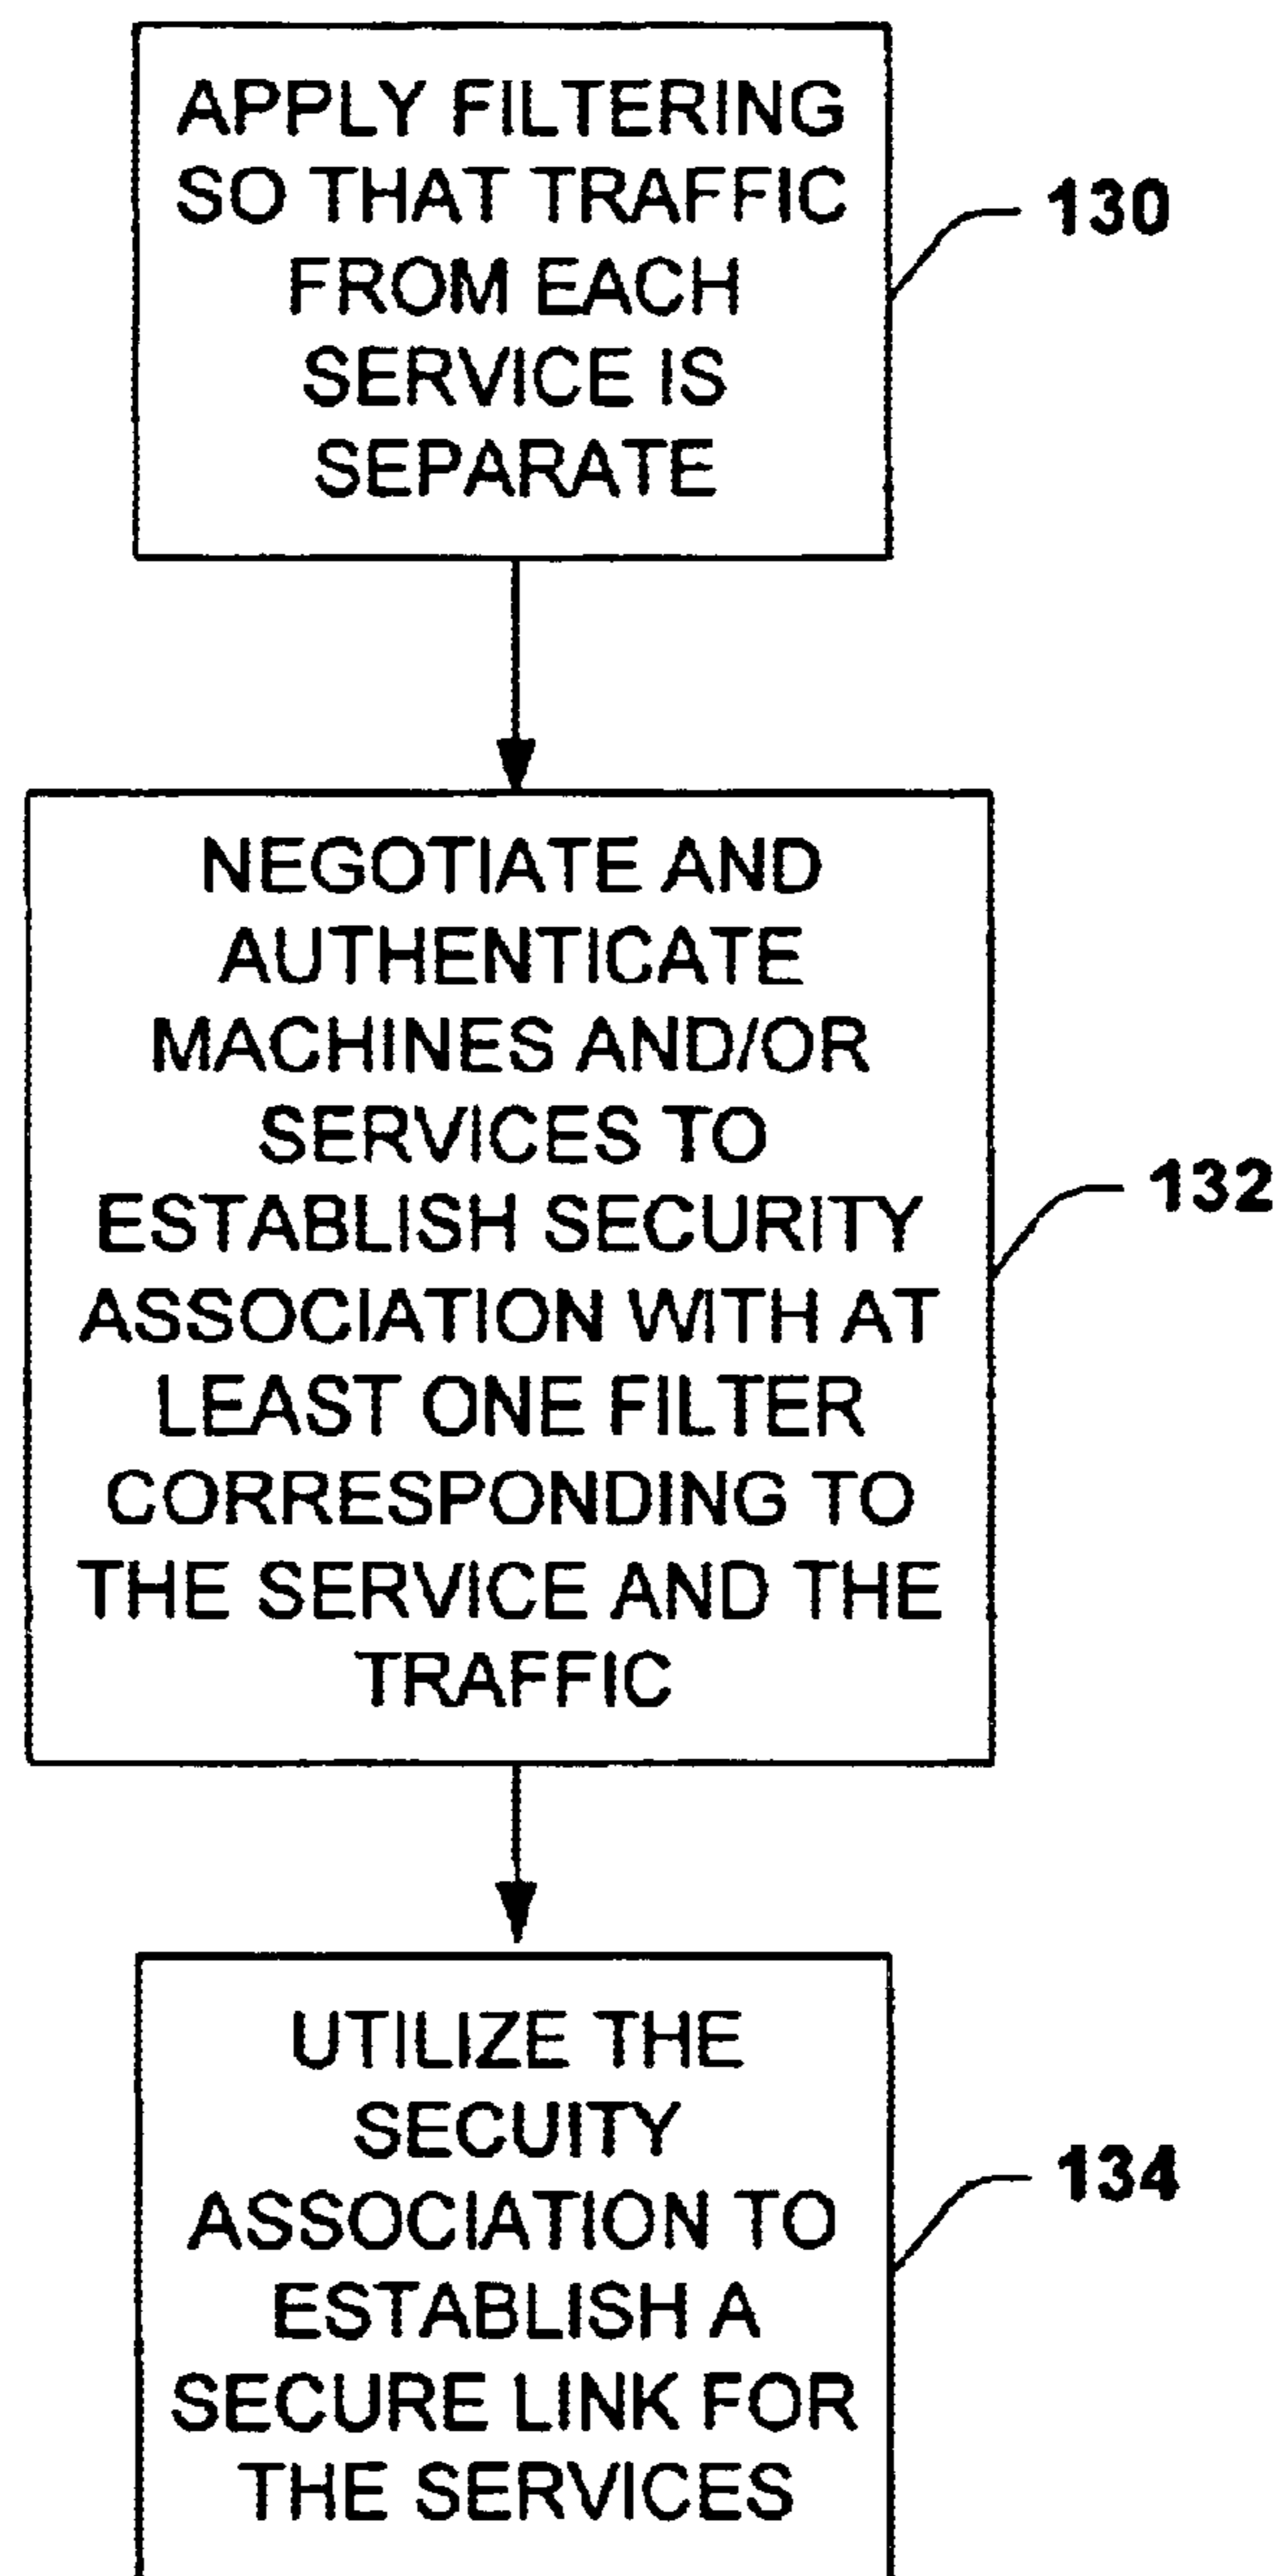 APPLY FILTERING
SO THAT TRAFFIC
FROM EACH
SERVICE IS
SEPARATE
130
NEGOTIATE AND
AUTHENTICATE
MACHINES AND/OR
SERVICES TO
ESTABLISH SECURITY
ASSOCIATION WITH AT
LEAST ONE FILTER
CORRESPONDING TO
THE SERVICE AND THE
TRAFFIC
132
UTILIZE THE
SECUITY
ASSOCIATION TO
ESTABLISH A
SECURE LINK FOR
THE SERVICES
134